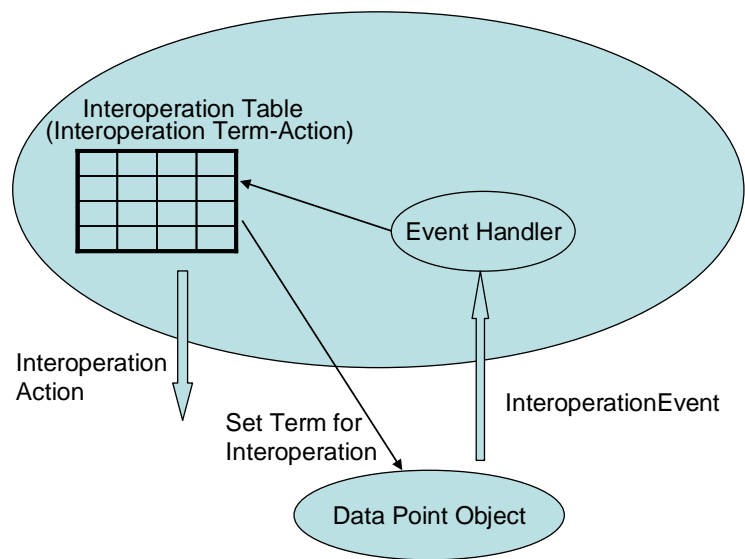 Interoperation Table
(Interoperation Term-Action)
Event Handler
Interoperation
Action
InteroperationEvent
Set Term for
Interoperation
Data Point Object